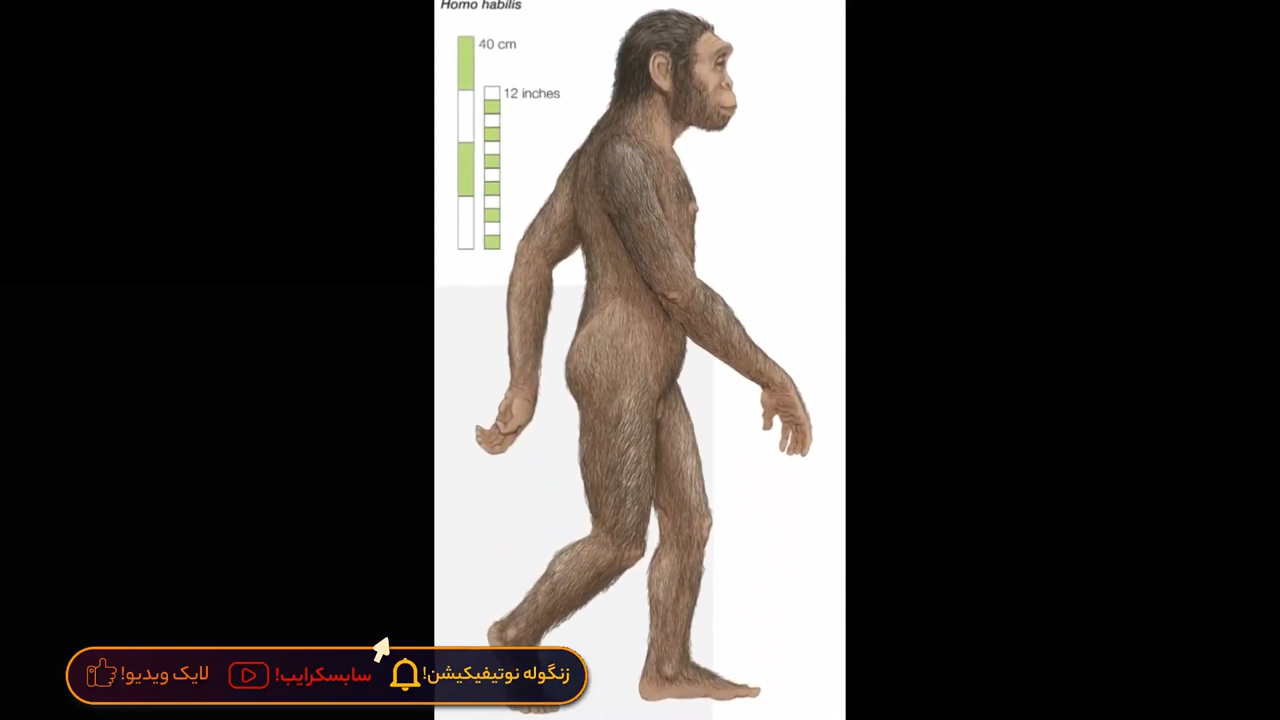 Homo habilis
40 cm
12 inches
لایک ویدیو!
سابسکرایب!
زنگوله نوتیفیکیشن!